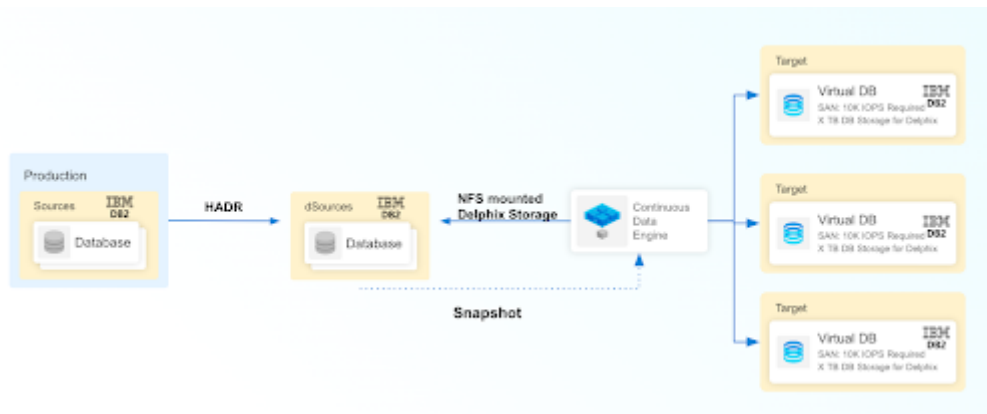 Production
Sources
IBM
DB2
Database
HADR
dSources
IBM
DB2
Database
NFS mounted
Delphix Storage
Snapshot
Continuous
Data
Engine
Target
Virtual DB
IBM
DB2
SAN: 10K IOPS Required
X TB DB Storage for Delphix
Target
Virtual DB
IBM
DB2
SAN: 10K IOPS Required
X TB DB Storage for Delphix
Target
Virtual DB
IBM
DB2
SAN: 10K IOPS Required
X TB DB Storage for Delphix